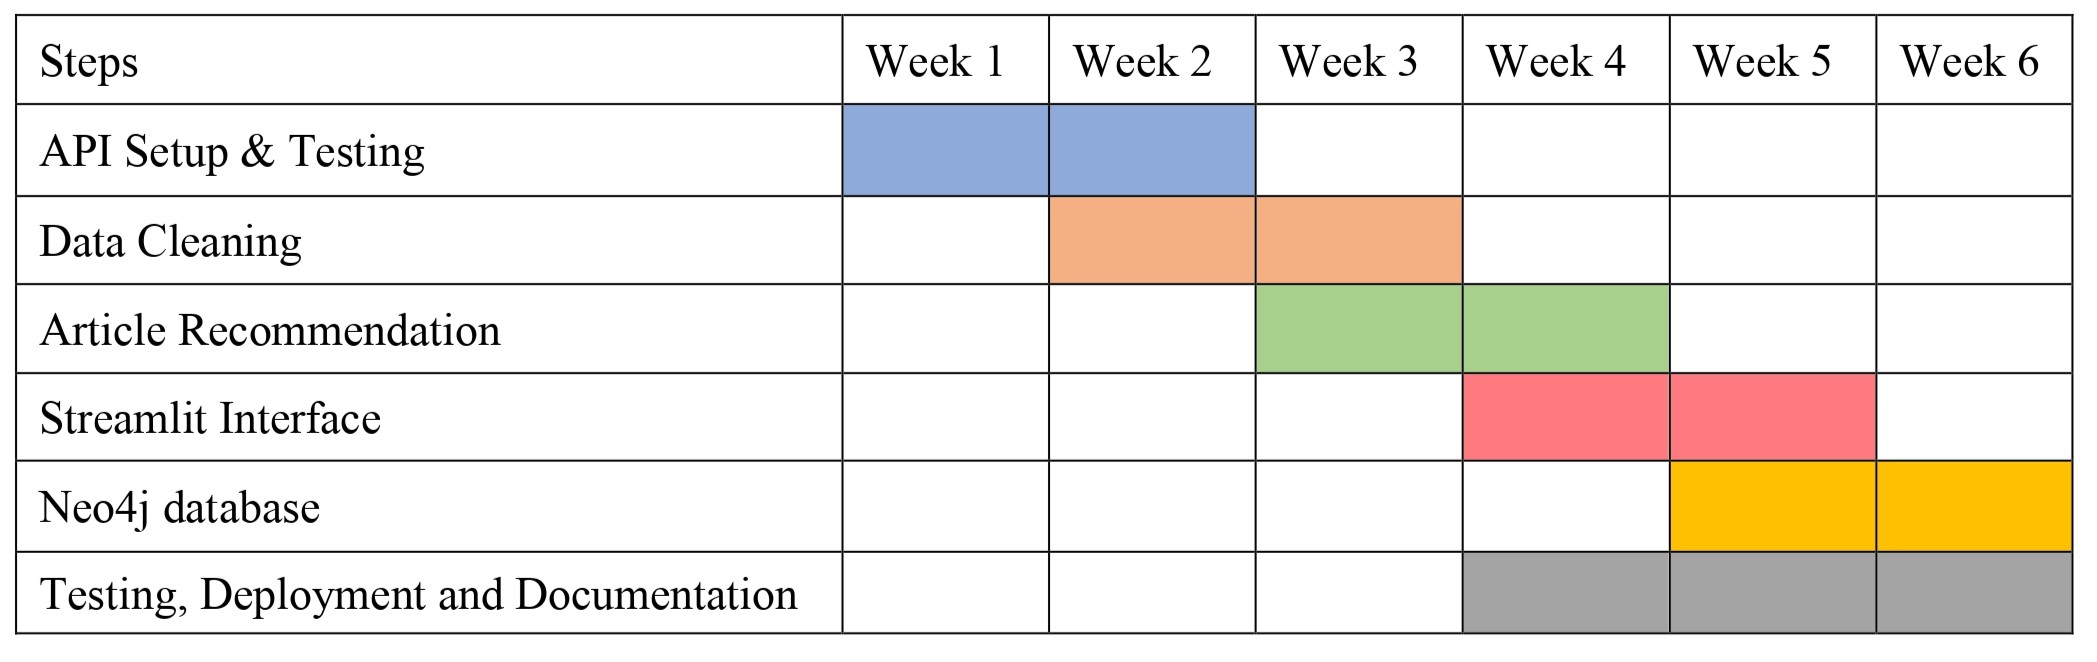 Steps Week 1 Week 2 Week 3 Week 4 Week 5 Week 6
API Setup & Testing
Data Cleaning
Article Recommendation
Streamlit Interface
Neo4j database
Testing, Deployment and Documentation